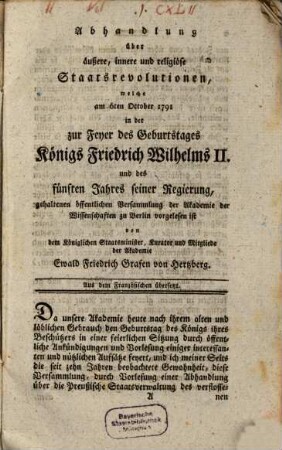 Abhandlung
über
äußere, innere und religiöse
Staatsrevolutionen,
welche
am 6ten October 1791
in der
zur Feyer des Geburtstages
Königs Friedrich Wilhelms II.
und des
fünften Jahres seiner Regierung,
gehaltenen öffentlichen Versammlung der Akademie der
Wissenschaften zu Berlin vorgelesen ist
von
dem Königlichen Staatsminister, Kurator und Mitgliede
der Akademie
Ewald Friedrich Grafen von Hertzberg.
Aus dem Französischen übersetzt.
Da unsere Akademie heute nach ihrem alten und
löblichen Gebrauch den Geburtstag des Königs ihres
Beschützers in einer feierlichen Sitzung durch öffent-
liche Ankündigungen und Vorlesung einiger interessan-
ten und nützlichen Aufsätze feyert, und ich meiner Seits
die seit zehn Jahren beobachtete Gewohnheit, diese
Versammlung, durch Vorlesung einer Abhandlung
über die Preußische Staatsverwaltung des verflosse-
A nen
Bayerische
Staatsbibliothek
München